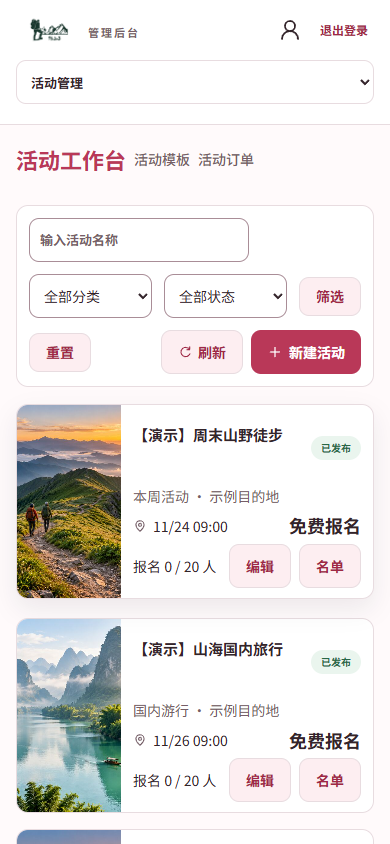 管理后台
退出登录
活动管理
活动工作台 活动模板 活动订单
输入活动名称
全部分类 全部状态 筛选
重置 刷新 新建活动
【演示】周末山野徒步
已发布
本周活动 · 示例目的地
11/24 09:00 免费报名
报名 0 / 20 人 编辑 名单
【演示】山海国内旅行
已发布
国内游行 · 示例目的地
11/26 09:00 免费报名
报名 0 / 20 人 编辑 名单